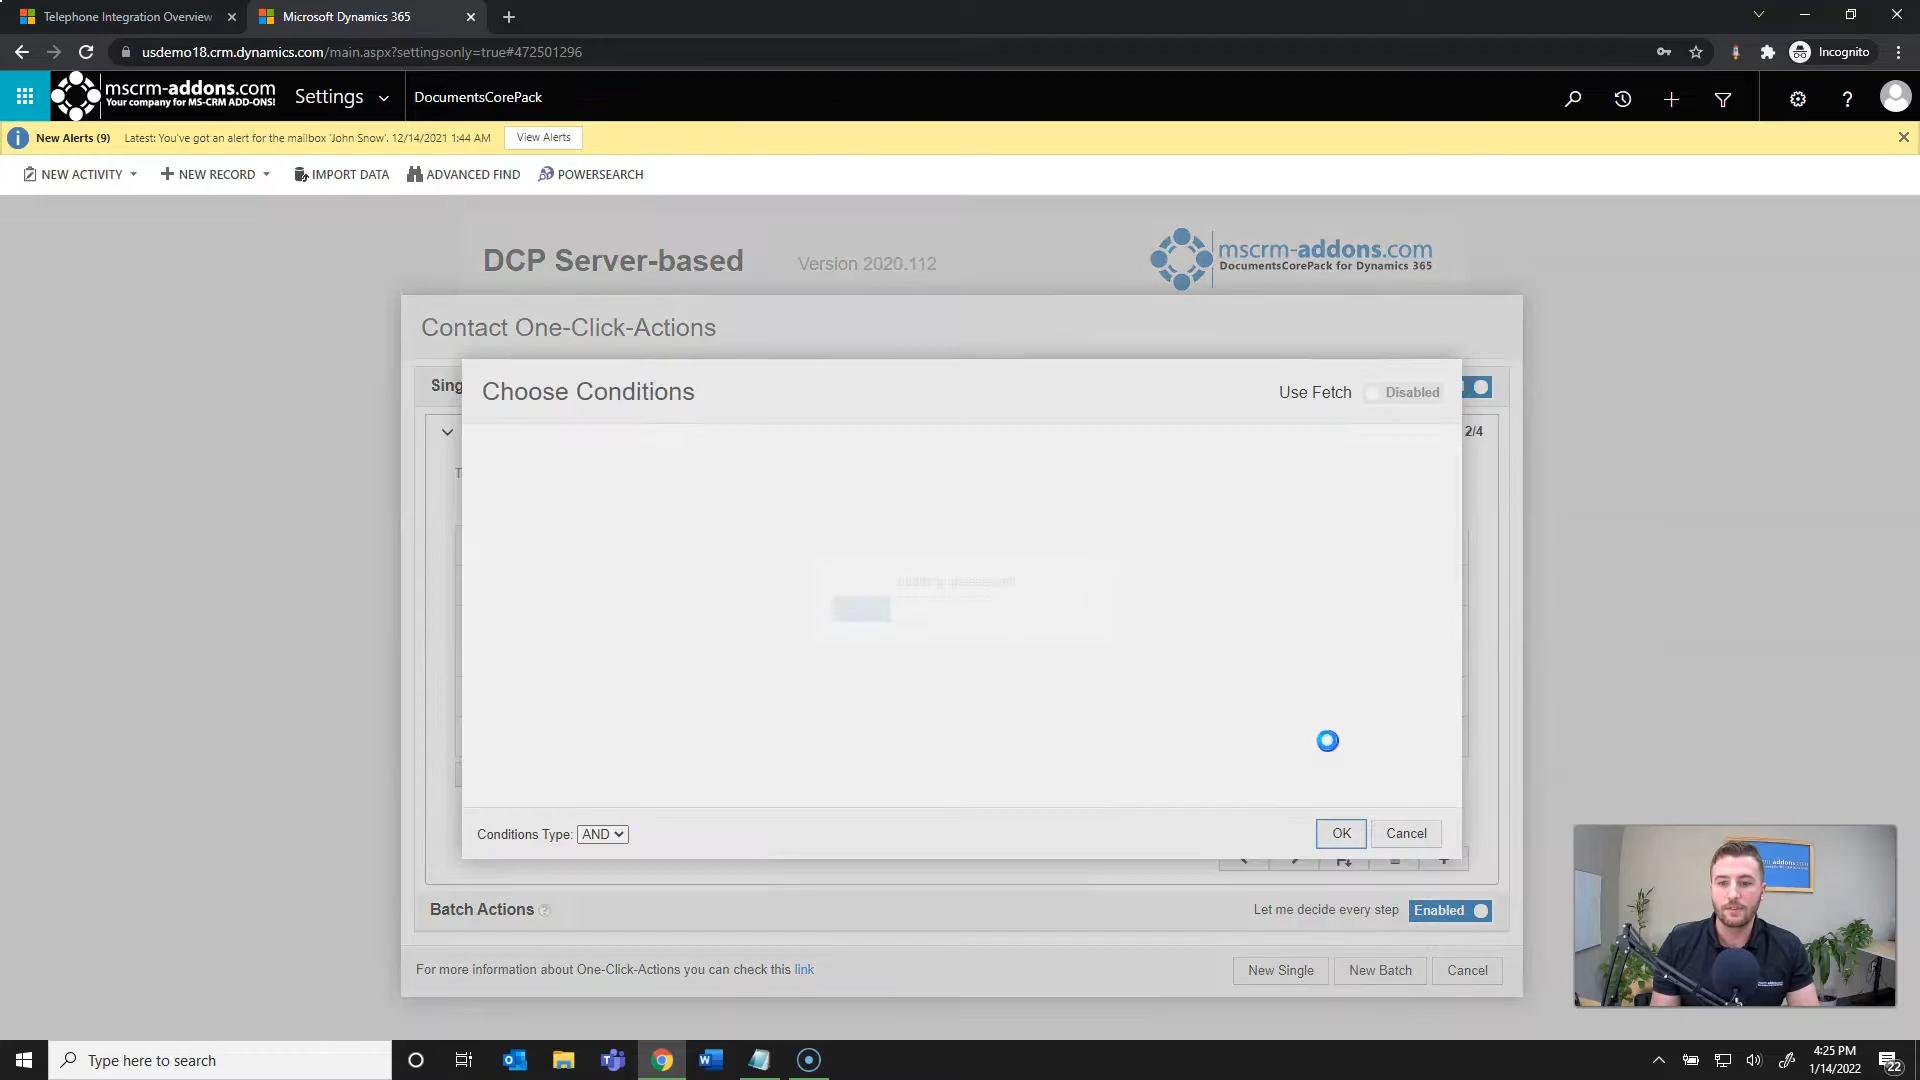 Telephone Integration Overview
Microsoft Dynamics 365
usdemo18.crm.dynamics.com/main.aspx?settingsonly=true#472501296
Incognito
mscrm-addons.com
Your company for MS-CRM ADD-ONS!
Settings
DocumentsCorePack
New Alerts (9)
Latest: You've got an alert for the mailbox 'John Snow'. 12/14/2021 1:44 AM
View Alerts
NEW ACTIVITY
NEW RECORD
IMPORT DATA
ADVANCED FIND
POWERSEARCH
DCP Server-based
Version 2020.112
mscrm-addons.com
DocumentsCorePack for Dynamics 365
Contact One-Click-Actions
Sing
Choose Conditions
Use Fetch
Disabled
2/4
T
Conditions Type: AND
OK
Cancel
Batch Actions
Let me decide every step
Enabled
For more information about One-Click-Actions you can check this link
New Single
New Batch
Cancel
Type here to search
4:25 PM
1/14/2022
22